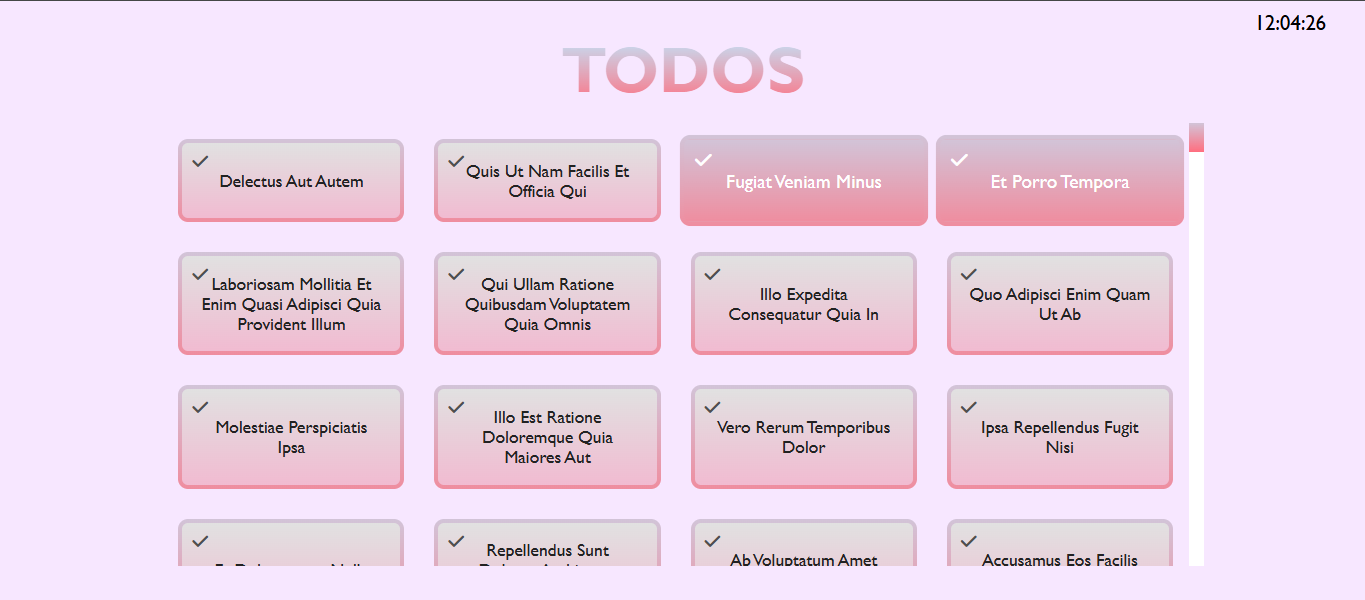 12:04:26
TODOS
Delectus Aut Autem
Quis Ut Nam Facilis Et
Officia Qui
Fugiat Veniam Minus
Et Porro Tempora
Laboriosam Mollitia Et
Enim Quasi Adipisci Quia
Provident Illum
Qui Ullam Ratione
Quibusdam Voluptatem
Quia Omnis
Illo Expedita
Consequatur Quia In
Quo Adipisci Enim Quam
Ut Ab
Molestiae Perspiciatis
Ipsa
Illo Est Ratione
Doloremque Quia
Maiores Aut
Vero Rerum Temporibus
Dolor
Ipsa Repellendus Fugit
Nisi
Repellendus Sunt
Ab Voluptatum Amet
Accusamus Eos Facilis